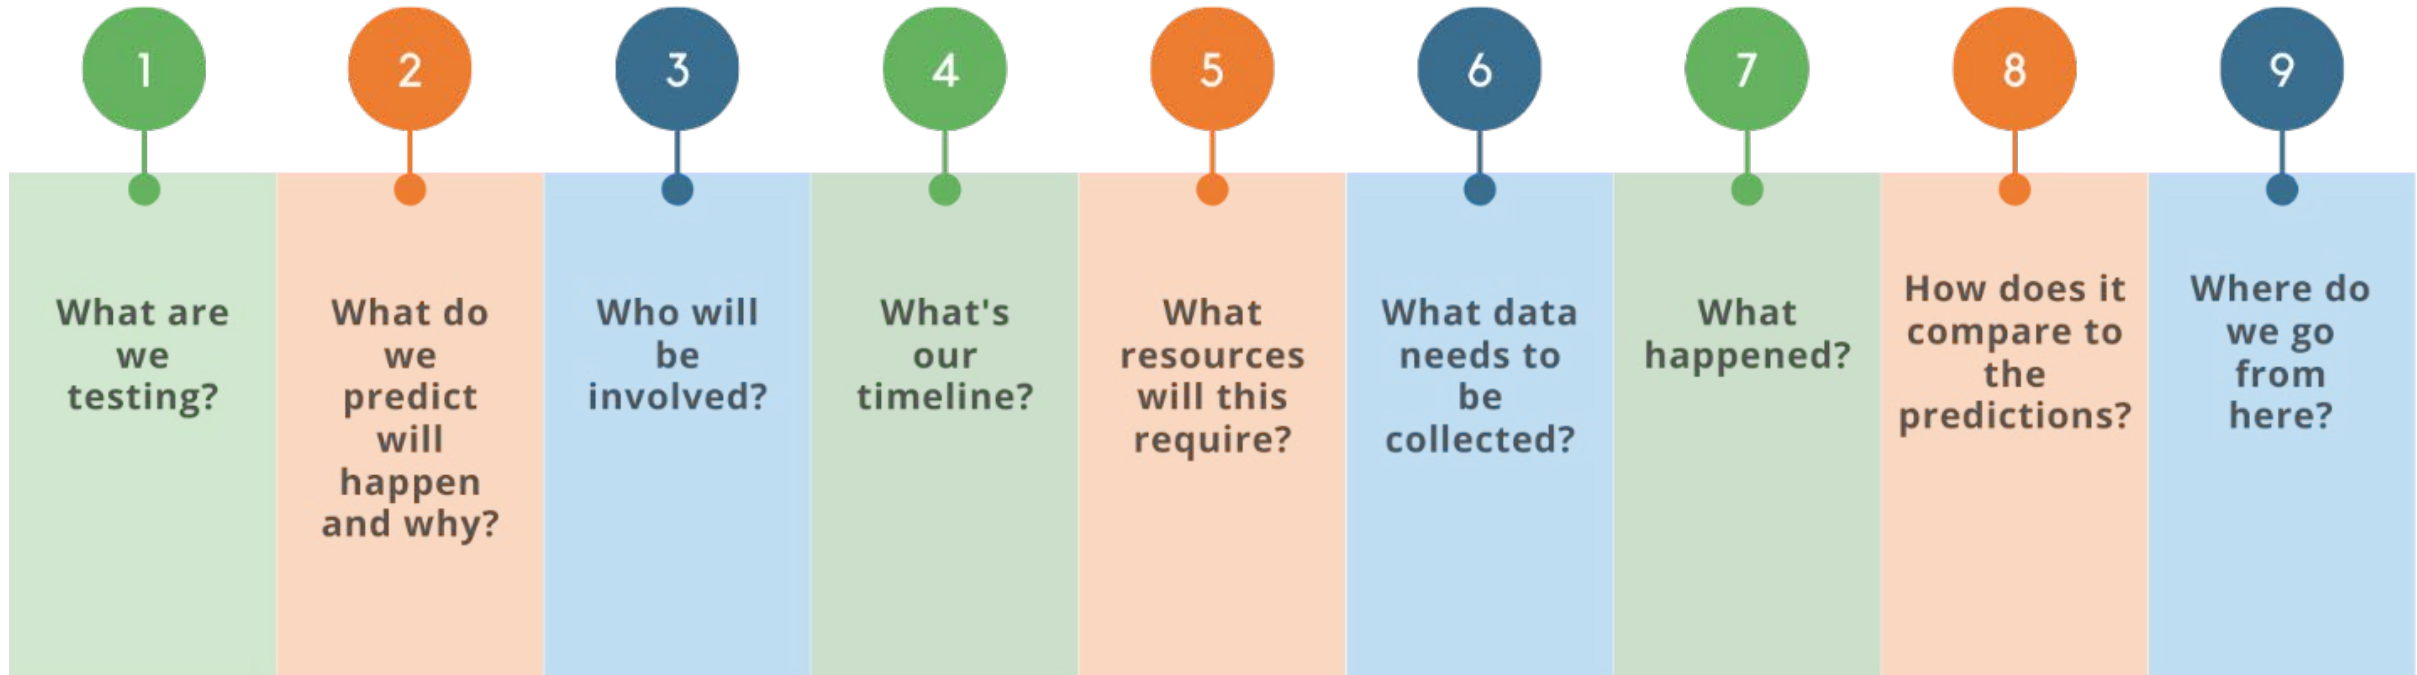 1
What are
we
testing?
2
What do
we
predict
will
happen
and why?
3
Who will
be
involved?
4
What's
our
timeline?
5
What
resources
will this
require?
6
What data
needs to
be
collected?
7
What
happened?
8
How does it
compare to
the
predictions?
9
Where do
we go
from
here?